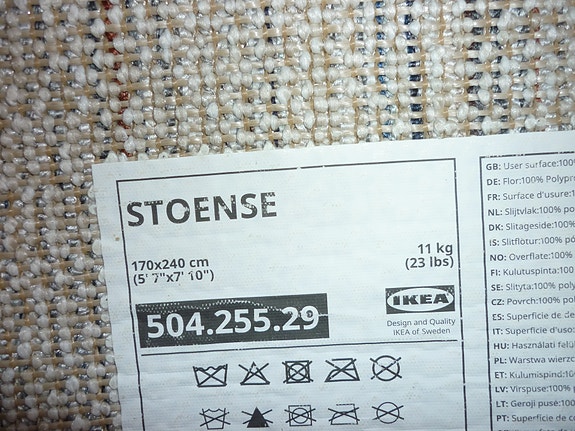 STOENSE
170x240 cm
(5' 7"x7' 10")
11 kg
(23 lbs)
504.255.29
IKEA
Design and Quality
IKEA of Sweden
GB: User surface:100%
DE: Flor:100% Polypr
FR: Surface d'usure:1
NL: Slijtvlak:100% po
DK: Slitageside:100%
IS: Slitflötur:100% pó
NO: Overflate:100%
FI: Kulutuspinta:100
SE: Slityta:100% poly
CZ: Povrch:100% pol
ES: Superficie de de
IT: Superficie d'uso:
HU: Használati felü
PL: Warstwa wierzc
ET: Kulumispind:100
LV: Virspuse:100%
LT: Geroji pusė:100
PT: Superfície de c